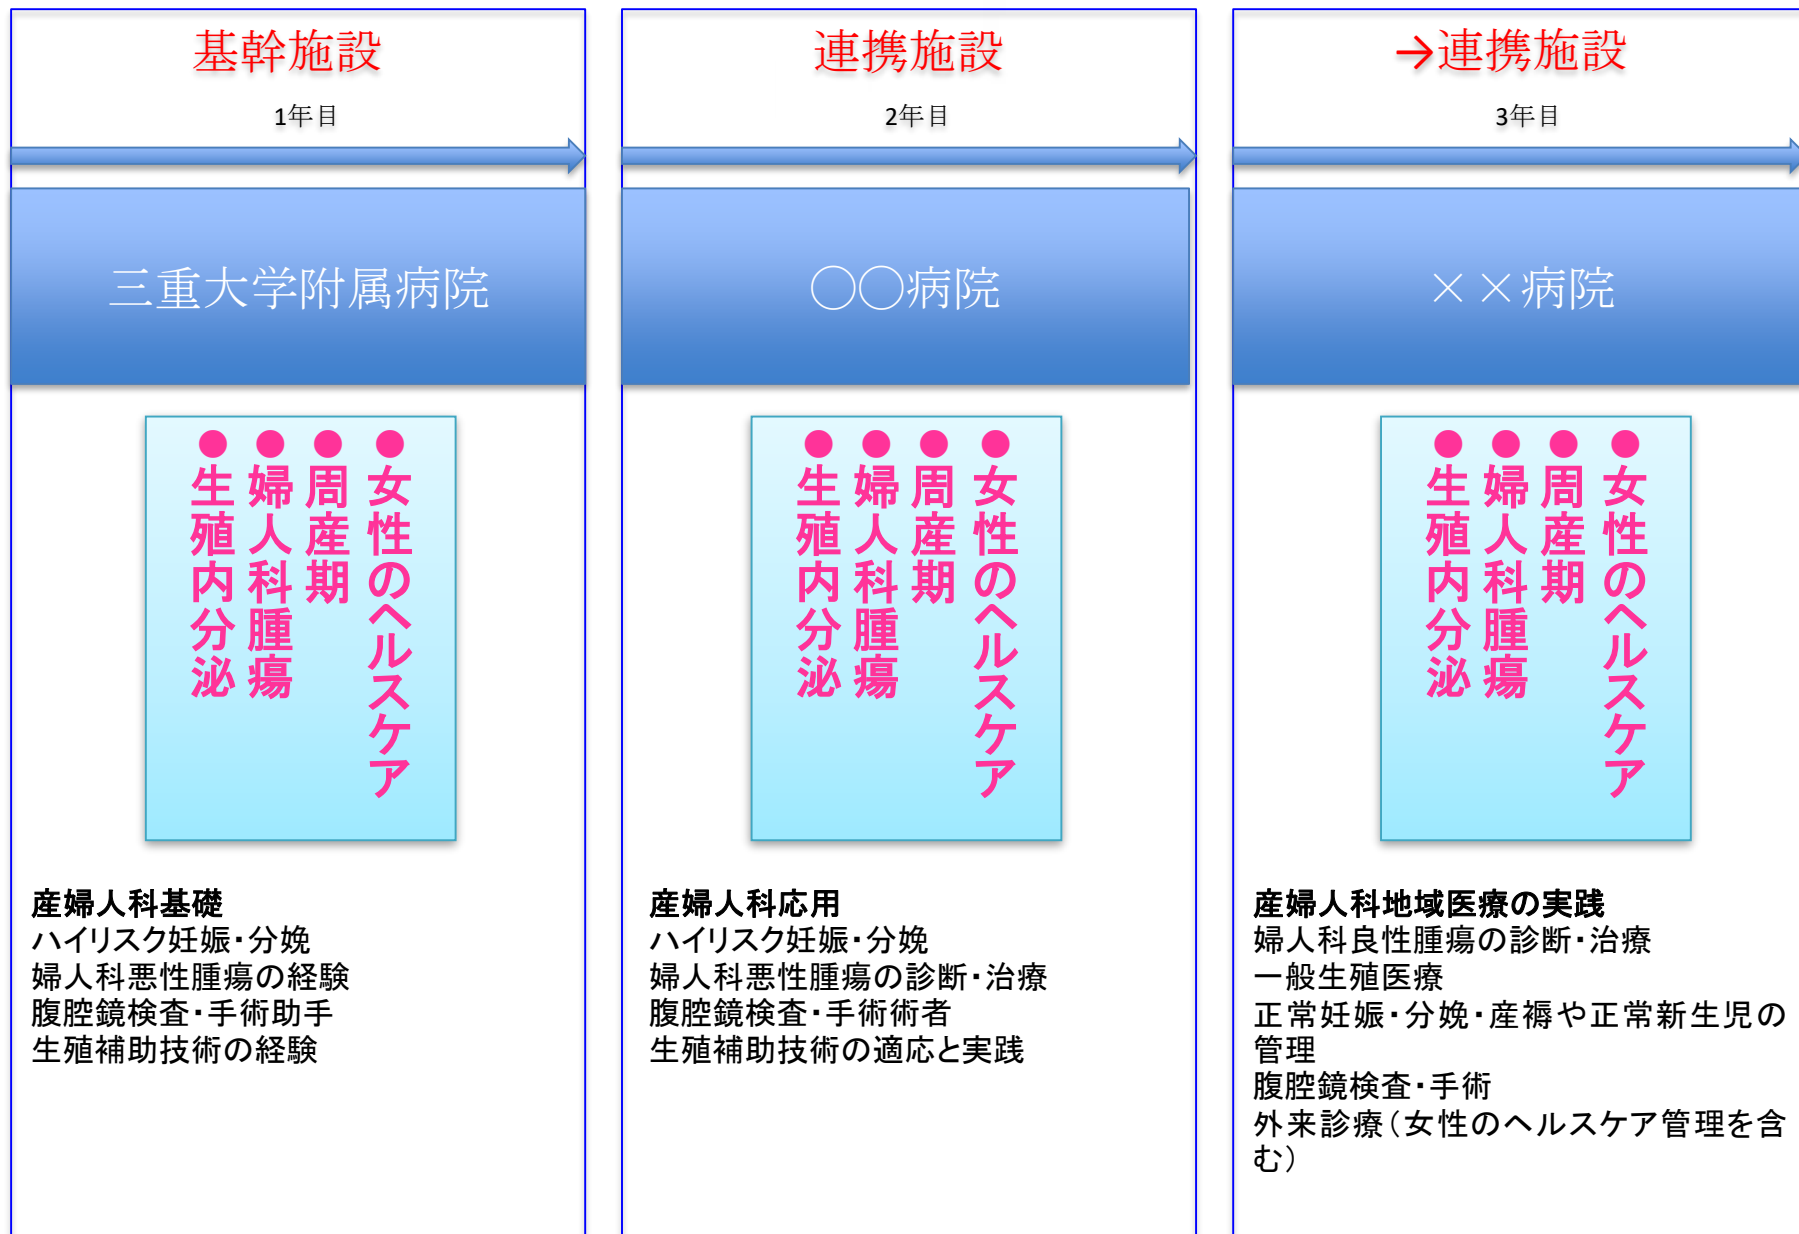 基幹施設
1年目
三重大学附属病院
●女性のヘルスケア
●周産期
●婦人科腫瘍
●生殖内分泌
産婦人科基礎
ハイリスク妊娠・分娩
婦人科悪性腫瘍の経験
腹腔鏡検査・手術助手
生殖補助技術の経験
連携施設
2年目
〇〇病院
●女性のヘルスケア
●周産期
●婦人科腫瘍
●生殖内分泌
産婦人科応用
ハイリスク妊娠・分娩
婦人科悪性腫瘍の診断・治療
腹腔鏡検査・手術術者
生殖補助技術の適応と実践
→連携施設
3年目
××病院
●女性のヘルスケア
●周産期
●婦人科腫瘍
●生殖内分泌
産婦人科地域医療の実践
婦人科良性腫瘍の診断・治療
一般生殖医療
正常妊娠・分娩・産褥や正常新生児の
管理
腹腔鏡検査・手術
外来診療（女性のヘルスケア管理を含
む）